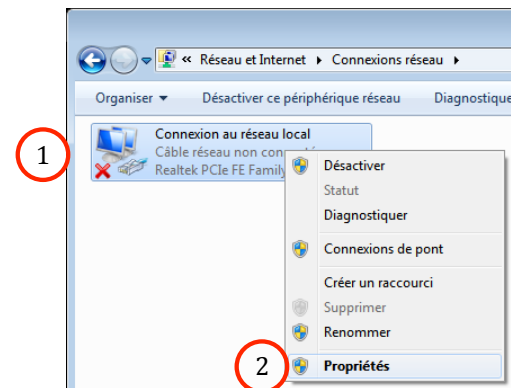 « Réseau et Internet ▸ Connexions réseau ▸
Organiser ▾ Désactiver ce périphérique réseau Diagnostique
1
Connexion au réseau local
Câble réseau non
Realtek PCIe FE Family
Désactiver
Statut
Diagnostiquer
Connexions de pont
Créer un raccourci
Supprimer
Renommer
2
Propriétés